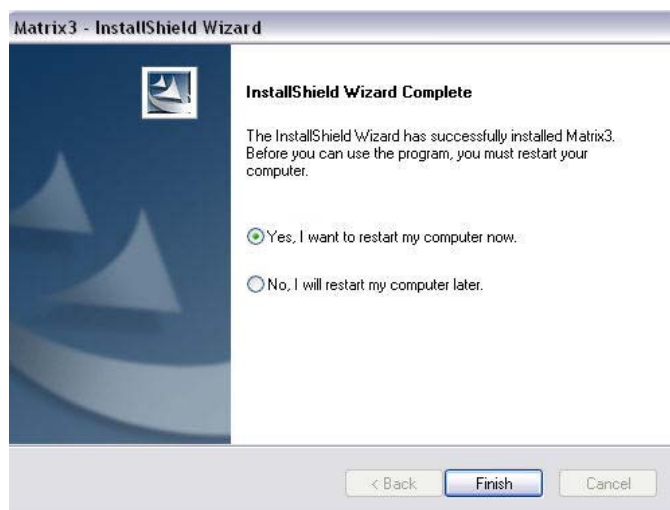 Matrix3 - InstallShield Wizard
InstallShield Wizard Complete
The InstallShield Wizard has successfully installed Matrix3.
Before you can use the program, you must restart your
computer.
Yes, I want to restart my computer now.
No, I will restart my computer later.
< Back
Finish
Cancel